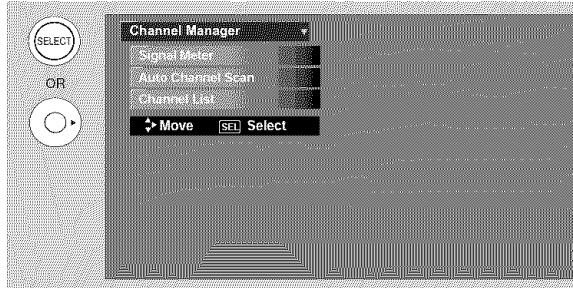 SELECT
OR
Channel Manager
Signal Meter
Auto Channel Scan
Channel List
Move SEL Select